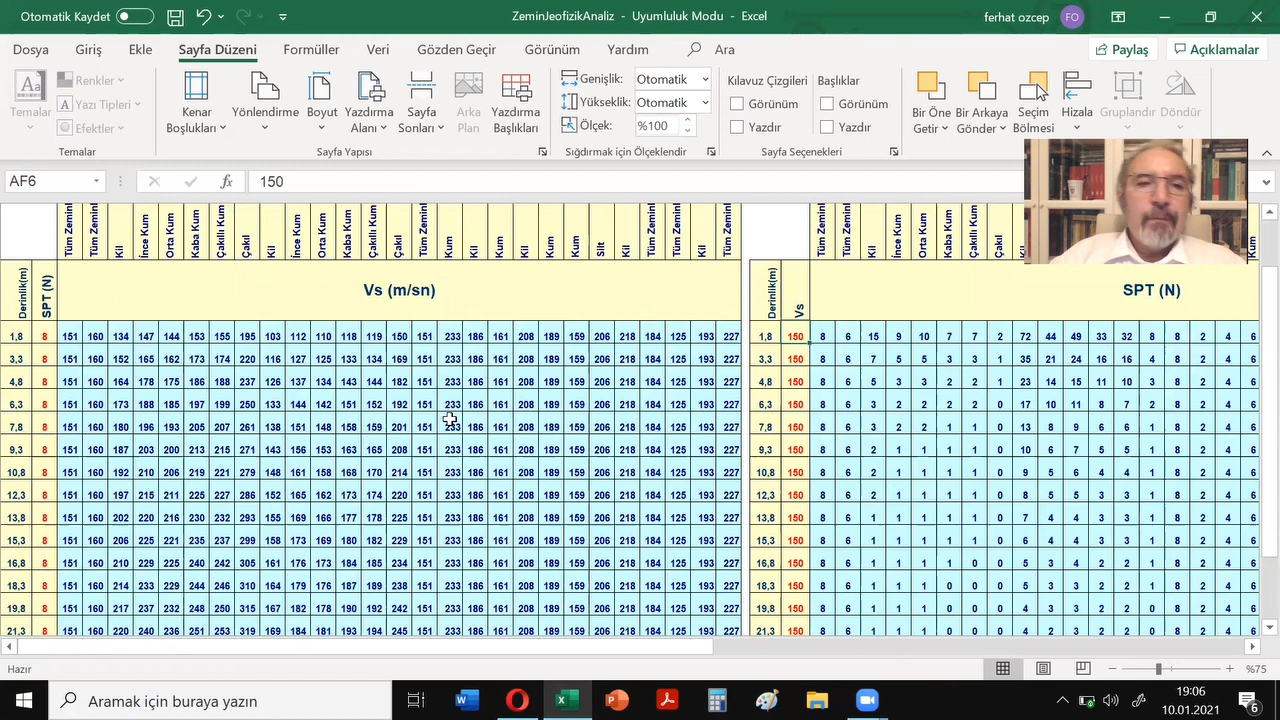 Otomatik Kaydet
ZeminJeofizikAnaliz - Uyumluluk Modu - Excel
ferhat ozcep FO
Dosya Giriş Ekle Sayfa Düzeni Formüller Veri Gözden Geçir Görünüm Yardım Ara Paylaş Açıklamalar
Temalar
Renkler
Yazı Tipleri
Efektler
Kenar Boşlukları
Yönlendirme
Boyut
Yazdırma Alanı
Sayfa Sonları
Arka Plan
Yazdırma Başlıkları
Genişlik: Otomatik
Yükseklik: Otomatik
Ölçek: %100
Kılavuz Çizgileri
Görünüm
Yazdır
Başlıklar
Görünüm
Yazdır
Bir Öne Getir
Bir Arkaya Gönder
Seçim Bölmesi
Hizala
Gruplandır
Döndür
Temalar Sayfa Yapısı Sığdırmak için Ölçeklendir Sayfa Seçenekleri
AF6 fx 150
Tüm Zeminl Tüm Zeminl Kil İnce Kum Orta Kum Kaba Kum Çakıllı Kum Çakıl Kil İnce Kum Orta Kum Kaba Kum Çakıllı Kum Çakıl Tüm Zeminl Kum Kil Kum Kil Kum Kum Silt Kil Tüm Zeminl Tüm Zeminl Kil Tüm Zeminl Tüm Zeminl Tüm Zeminl Kil İnce Kum Orta Kum Kaba Kum Çakıllı Kum Çakıl Kum
Derinlik(m) SPT (N) Vs (m/sn) Derinlik(m) Vs SPT (N)
1,8 8 151 160 134 147 144 153 155 195 103 112 110 118 119 150 151 233 186 161 208 189 159 206 218 184 125 193 227 1,8 150 8 6 15 9 10 7 7 2 72 44 49 33 32 8 8 2 4 6
3,3 8 151 160 152 165 162 173 174 220 116 127 125 133 134 169 151 233 186 161 208 189 159 206 218 184 125 193 227 3,3 150 8 6 7 5 5 3 3 1 35 21 24 16 16 4 8 2 4 6
4,8 8 151 160 164 178 175 186 188 237 126 137 134 143 144 182 151 233 186 161 208 189 159 206 218 184 125 193 227 4,8 150 8 6 5 3 3 2 2 1 23 14 15 11 10 3 8 2 4 6
6,3 8 151 160 173 188 185 197 199 250 133 144 142 151 152 192 151 233 186 161 208 189 159 206 218 184 125 193 227 6,3 150 8 6 3 2 2 2 2 0 17 10 11 8 7 2 8 2 4 6
7,8 8 151 160 180 196 193 205 207 261 138 151 148 158 159 201 151 233 186 161 208 189 159 206 218 184 125 193 227 7,8 150 8 6 3 2 2 1 1 0 13 8 9 6 6 1 8 2 4 6
9,3 8 151 160 187 203 200 213 215 271 143 156 153 163 165 208 151 233 186 161 208 189 159 206 218 184 125 193 227 9,3 150 8 6 2 1 1 1 1 0 10 6 7 5 5 1 8 2 4 6
10,8 8 151 160 192 210 206 219 221 279 148 161 158 168 170 214 151 233 186 161 208 189 159 206 218 184 125 193 227 10,8 150 8 6 2 1 1 1 1 0 9 5 6 4 4 1 8 2 4 6
12,3 8 151 160 197 215 211 225 227 286 152 165 162 173 174 220 151 233 186 161 208 189 159 206 218 184 125 193 227 12,3 150 8 6 2 1 1 1 1 0 8 5 5 3 3 1 8 2 4 6
13,8 8 151 160 202 220 216 230 232 293 155 169 166 177 178 225 151 233 186 161 208 189 159 206 218 184 125 193 227 13,8 150 8 6 1 1 1 1 1 0 7 4 4 3 3 1 8 2 4 6
15,3 8 151 160 206 225 221 235 237 299 158 173 170 181 182 229 151 233 186 161 208 189 159 206 218 184 125 193 227 15,3 150 8 6 1 1 1 1 1 0 6 4 4 3 3 1 8 2 4 6
16,8 8 151 160 210 229 225 240 242 305 161 176 173 184 185 234 151 233 186 161 208 189 159 206 218 184 125 193 227 16,8 150 8 6 1 1 1 0 0 0 5 3 4 3 2 1 8 2 4 6
18,3 8 151 160 214 233 229 244 246 310 164 179 176 187 189 238 151 233 186 161 208 189 159 206 218 184 125 193 227 18,3 150 8 6 1 1 1 0 0 0 5 3 3 2 2 1 8 2 4 6
19,8 8 151 160 217 237 232 248 250 315 167 182 178 190 192 242 151 233 186 161 208 189 159 206 218 184 125 193 227 19,8 150 8 6 1 1 1 0 0 0 4 3 3 2 2 0 8 2 4 6
21,3 8 151 160 220 240 236 251 253 319 169 184 181 193 194 245 151 233 186 161 208 189 159 206 218 184 125 193 227 21,3 150 8 6 1 1 1 0 0 0 4 2 3 2 2 0 8 2 4 6
Hazır %75
Aramak için buraya yazın
19:06
10.01.2021
6